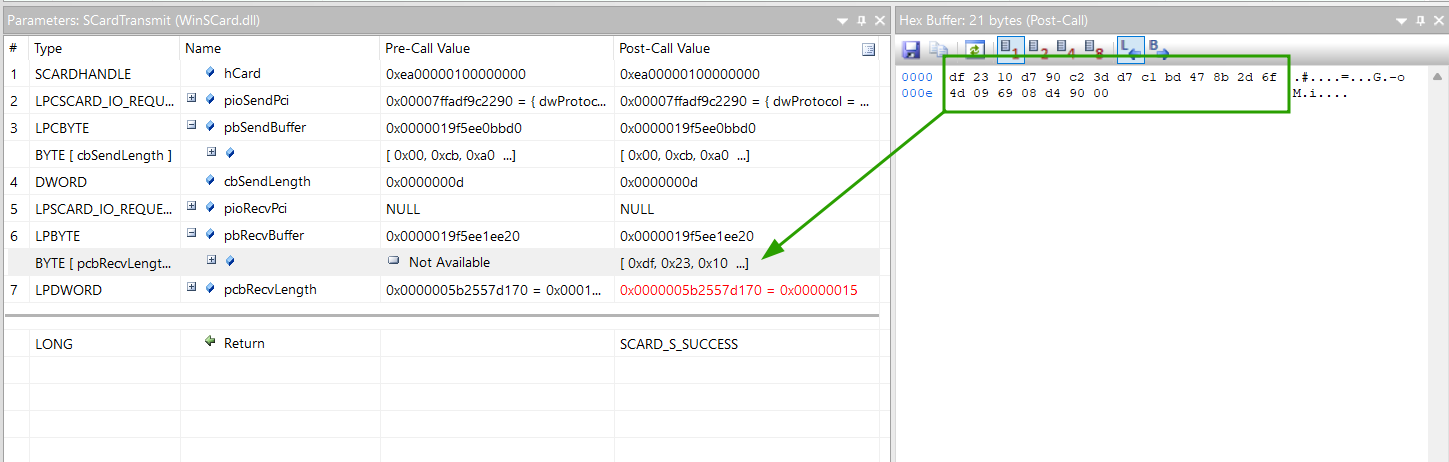 Parameters: SCardTransmit (WinSCard.dll)
# Type Name Pre-Call Value Post-Call Value
1 SCARDHANDLE hCard 0xea00000100000000 0xea00000100000000
2 LPCSCARD_IO_REQU... pioSendPci 0x00007ffadf9c2290 = { dwProtoc... 0x00007ffadf9c2290 = { dwProtocol = ...
3 LPCBYTE pbSendBuffer 0x0000019f5ee0bbd0 0x0000019f5ee0bbd0
BYTE [ cbSendLength ] [ 0x00, 0xcb, 0xa0 ...] [ 0x00, 0xcb, 0xa0 ...]
4 DWORD cbSendLength 0x0000000d 0x0000000d
5 LPSCARD_IO_REQUE... pioRecvPci NULL NULL
6 LPBYTE pbRecvBuffer 0x0000019f5ee1ee20 0x0000019f5ee1ee20
BYTE [ pcbRecvLengt... Not Available [ 0xdf, 0x23, 0x10 ...]
7 LPDWORD pcbRecvLength 0x0000005b2557d170 = 0x0001... 0x0000005b2557d170 = 0x00000015
LONG Return SCARD_S_SUCCESS
Hex Buffer: 21 bytes (Post-Call)
1 2 4 8 L B
0000 df 23 10 d7 90 c2 3d d7 c1 bd 47 8b 2d 6f .#....=...G.-o
000e 4d 09 69 08 d4 90 00 M.i....